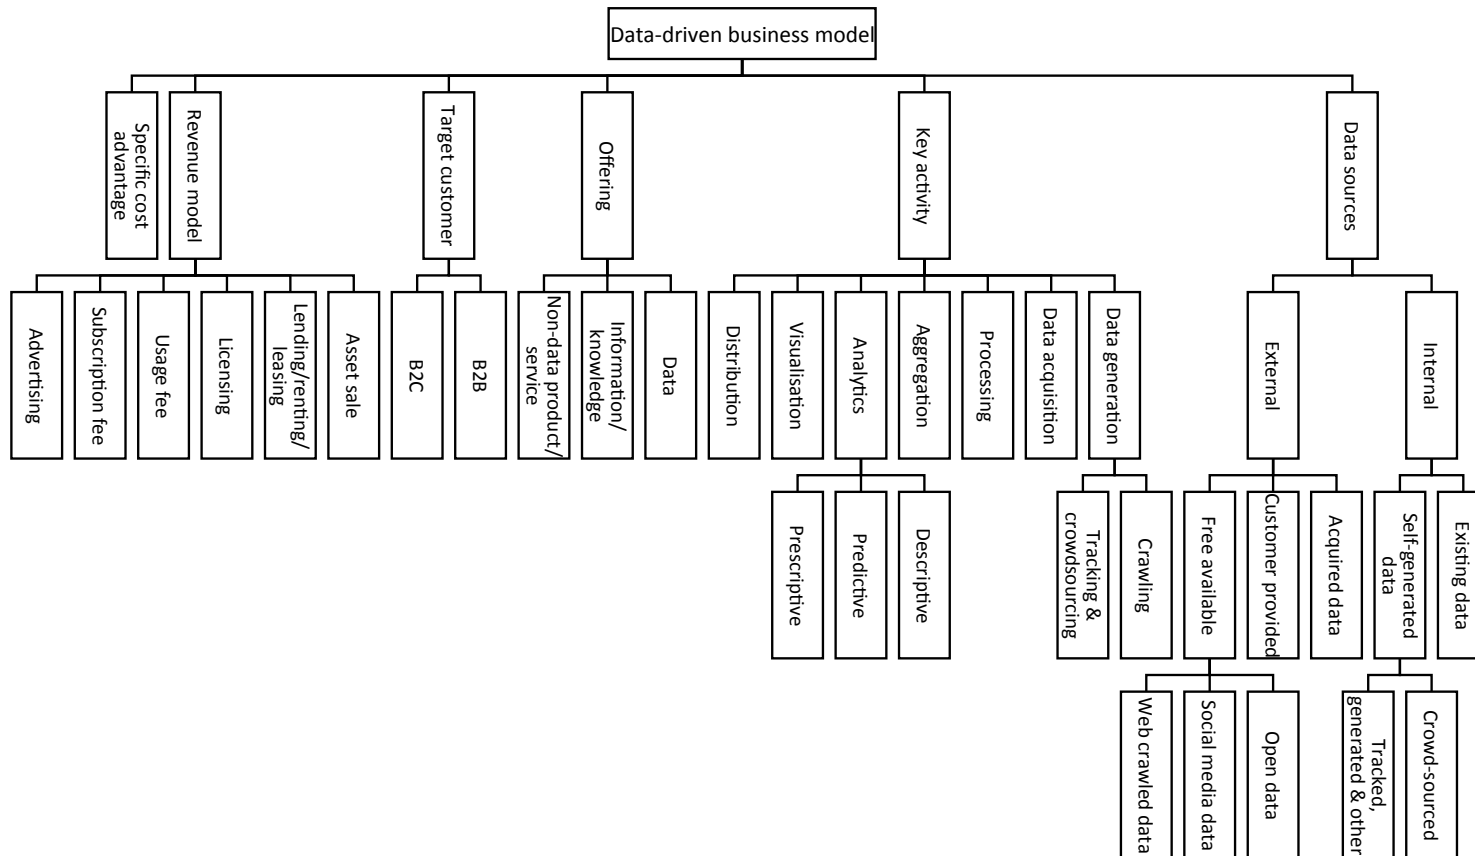 Data-driven business model
Specific cost
advantage
Revenue model
Target customer
Offering
Key activity
Data sources
Advertising
Subscription fee
Usage fee
Licensing
Lending/renting/
leasing
Asset sale
B2C
B2B
Non-data product/
service
Information/
knowledge
Data
Distribution
Visualisation
Analytics
Aggregation
Processing
Data acquisition
Data generation
External
Internal
Prescriptive
Predictive
Descriptive
Tracking &
crowdsourcing
Crawling
Free available
Customer provided
Acquired data
Self-generated
data
Existing data
Web crawled data
Social media data
Open data
Tracked,
generated & other
Crowd-sourced